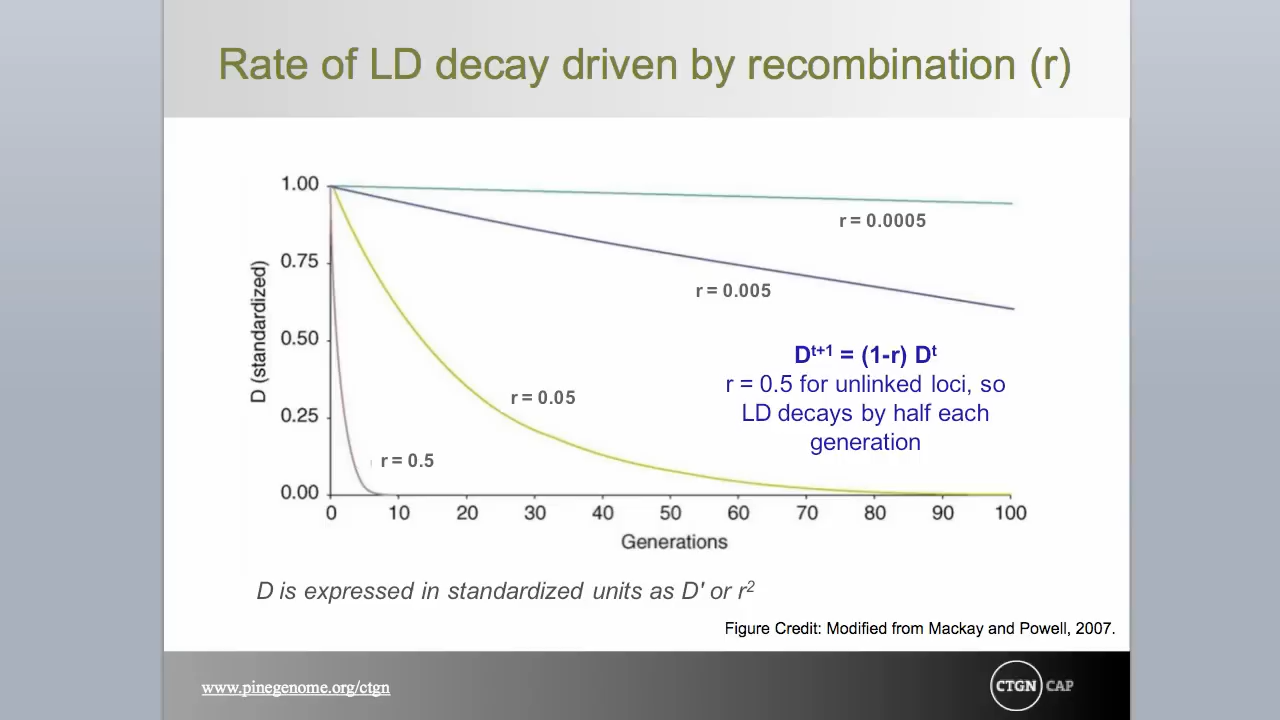 Rate of LD decay driven by recombination (r)
1.00
0.75
0.50
0.25
0.00
D (standardized)
r = 0.0005
r = 0.005
r = 0.05
r = 0.5
Dᵗ⁺¹ = (1-r) Dᵗ
r = 0.5 for unlinked loci, so
LD decays by half each
generation
0 10 20 30 40 50 60 70 80 90 100
Generations
D is expressed in standardized units as D' or r²
Figure Credit: Modified from Mackay and Powell, 2007.
www.pinegenome.org/ctgn
CTGN CAP